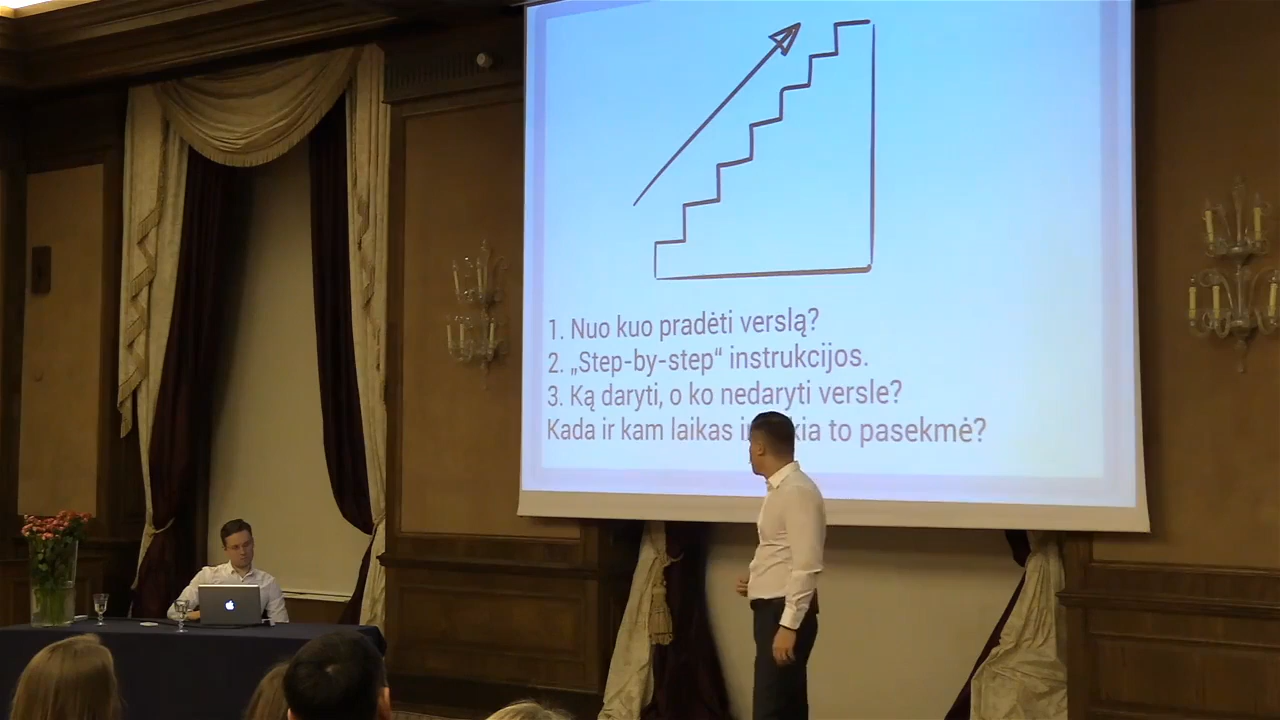 1. Nuo kuo pradėti verslą?
2. „Step-by-step“ instrukcijos.
3. Ką daryti, o ko nedaryti versle?
Kada ir kam laikas to pasekmė?